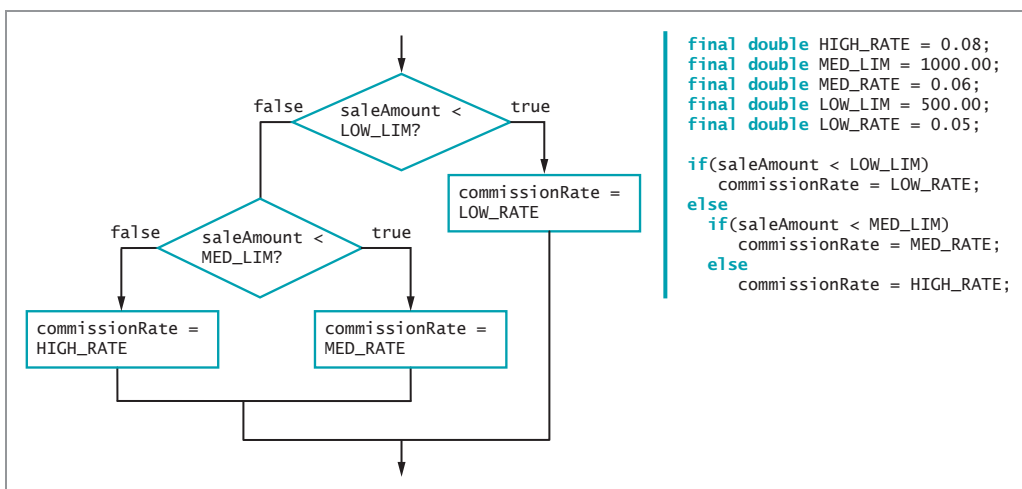 false
saleAmount <
LOW_LIM?
true
commissionRate =
LOW_RATE
false
saleAmount <
MED_LIM?
true
commissionRate =
HIGH_RATE
commissionRate =
MED_RATE
final double HIGH_RATE = 0.08;
final double MED_LIM = 1000.00;
final double MED_RATE = 0.06;
final double LOW_LIM = 500.00;
final double LOW_RATE = 0.05;
if(saleAmount < LOW_LIM)
commissionRate = LOW_RATE;
else
if(saleAmount < MED_LIM)
commissionRate = MED_RATE;
else
commissionRate = HIGH_RATE;